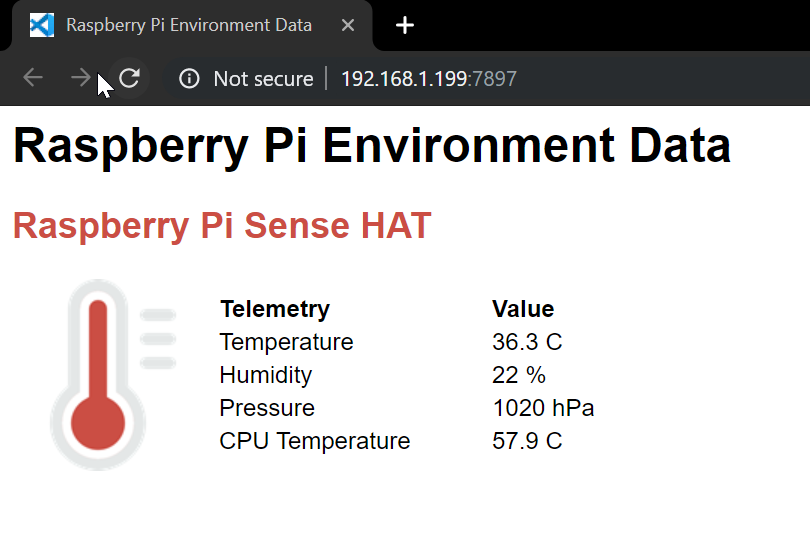 Raspberry Pi Environment Data
Not secure 192.168.1.199:7897
Raspberry Pi Environment Data
Raspberry Pi Sense HAT
Telemetry Value
Temperature 36.3 C
Humidity 22 %
Pressure 1020 hPa
CPU Temperature 57.9 C